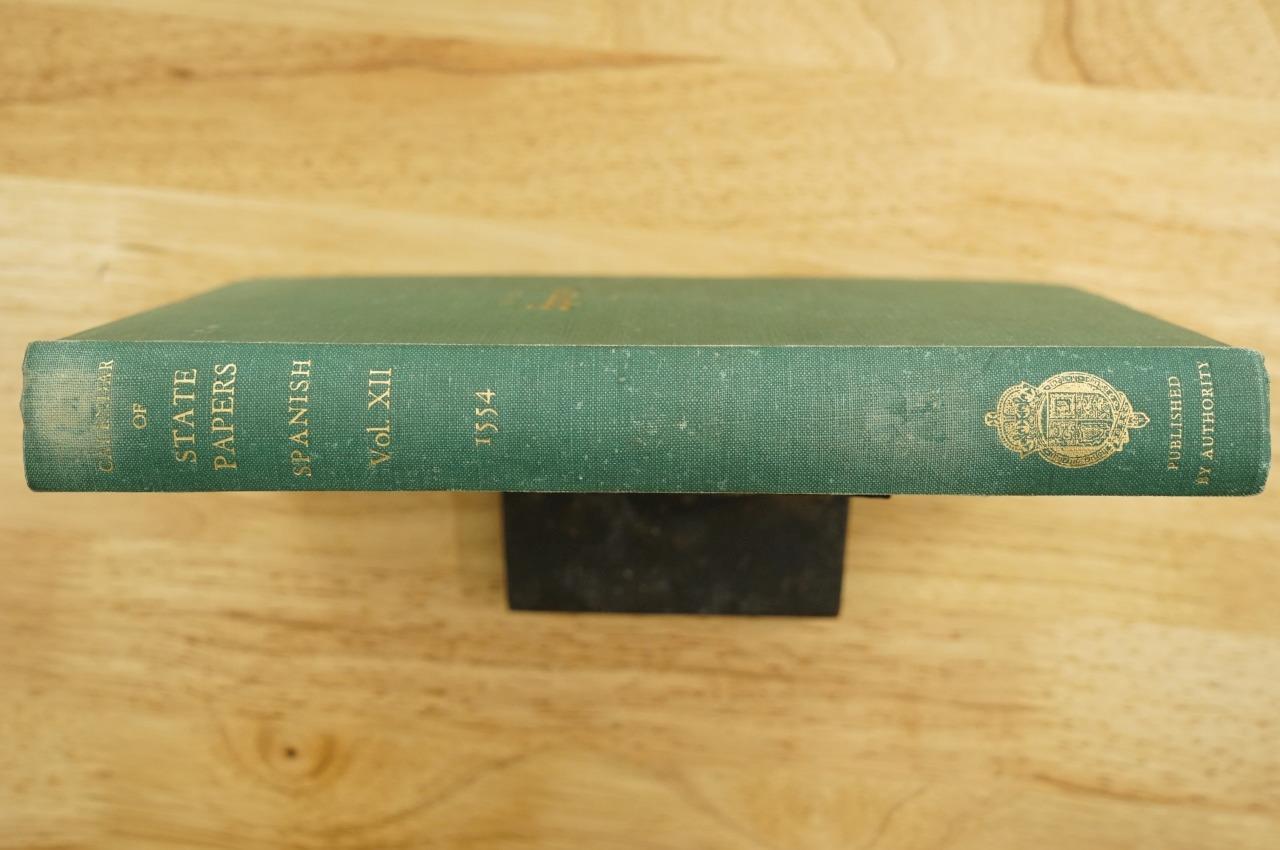 CALENDAR
OF
STATE
PAPERS
SPANISH
Vol. XII
1554
PUBLISHED
BY AUTHORITY